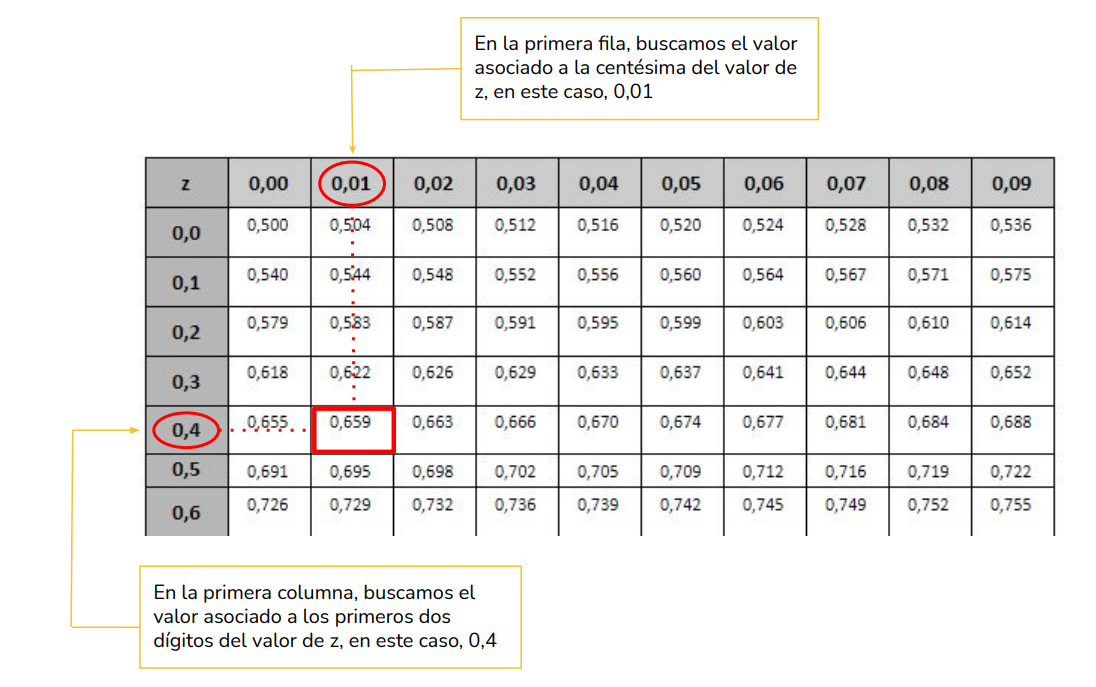 En la primera fila, buscamos el valor
asociado a la centésima del valor de
z, en este caso, 0,01
z 0,00 0,01 0,02 0,03 0,04 0,05 0,06 0,07 0,08 0,09
0,0 0,500 0,504 0,508 0,512 0,516 0,520 0,524 0,528 0,532 0,536
0,1 0,540 0,544 0,548 0,552 0,556 0,560 0,564 0,567 0,571 0,575
0,2 0,579 0,583 0,587 0,591 0,595 0,599 0,603 0,606 0,610 0,614
0,3 0,618 0,622 0,626 0,629 0,633 0,637 0,641 0,644 0,648 0,652
0,4 0,655 0,659 0,663 0,666 0,670 0,674 0,677 0,681 0,684 0,688
0,5 0,691 0,695 0,698 0,702 0,705 0,709 0,712 0,716 0,719 0,722
0,6 0,726 0,729 0,732 0,736 0,739 0,742 0,745 0,749 0,752 0,755
En la primera columna, buscamos el
valor asociado a los primeros dos
dígitos del valor de z, en este caso, 0,4